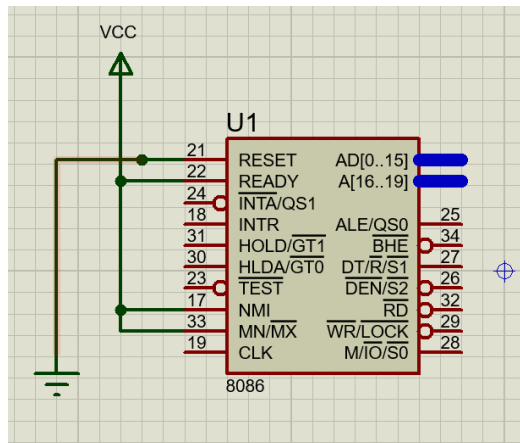 VCC
U1
21 RESET AD[0..15]
22 READY A[16..19]
24 INTA/QS1
18 INTR ALE/QS0 25
31 HOLD/GT1 BHE 34
30 HLDA/GT0 DT/R/S1 27
23 TEST DEN/S2 26
17 NMI RD 32
33 MN/MX WR/LOCK 29
19 CLK M/IO/S0 28
8086